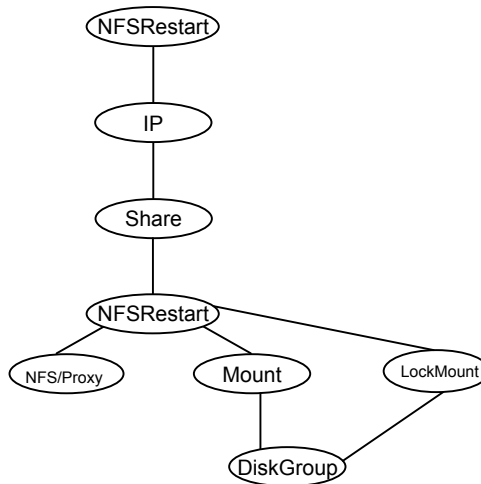 NFSRestart
IP
Share
NFSRestart
NFS/Proxy
Mount
LockMount
DiskGroup